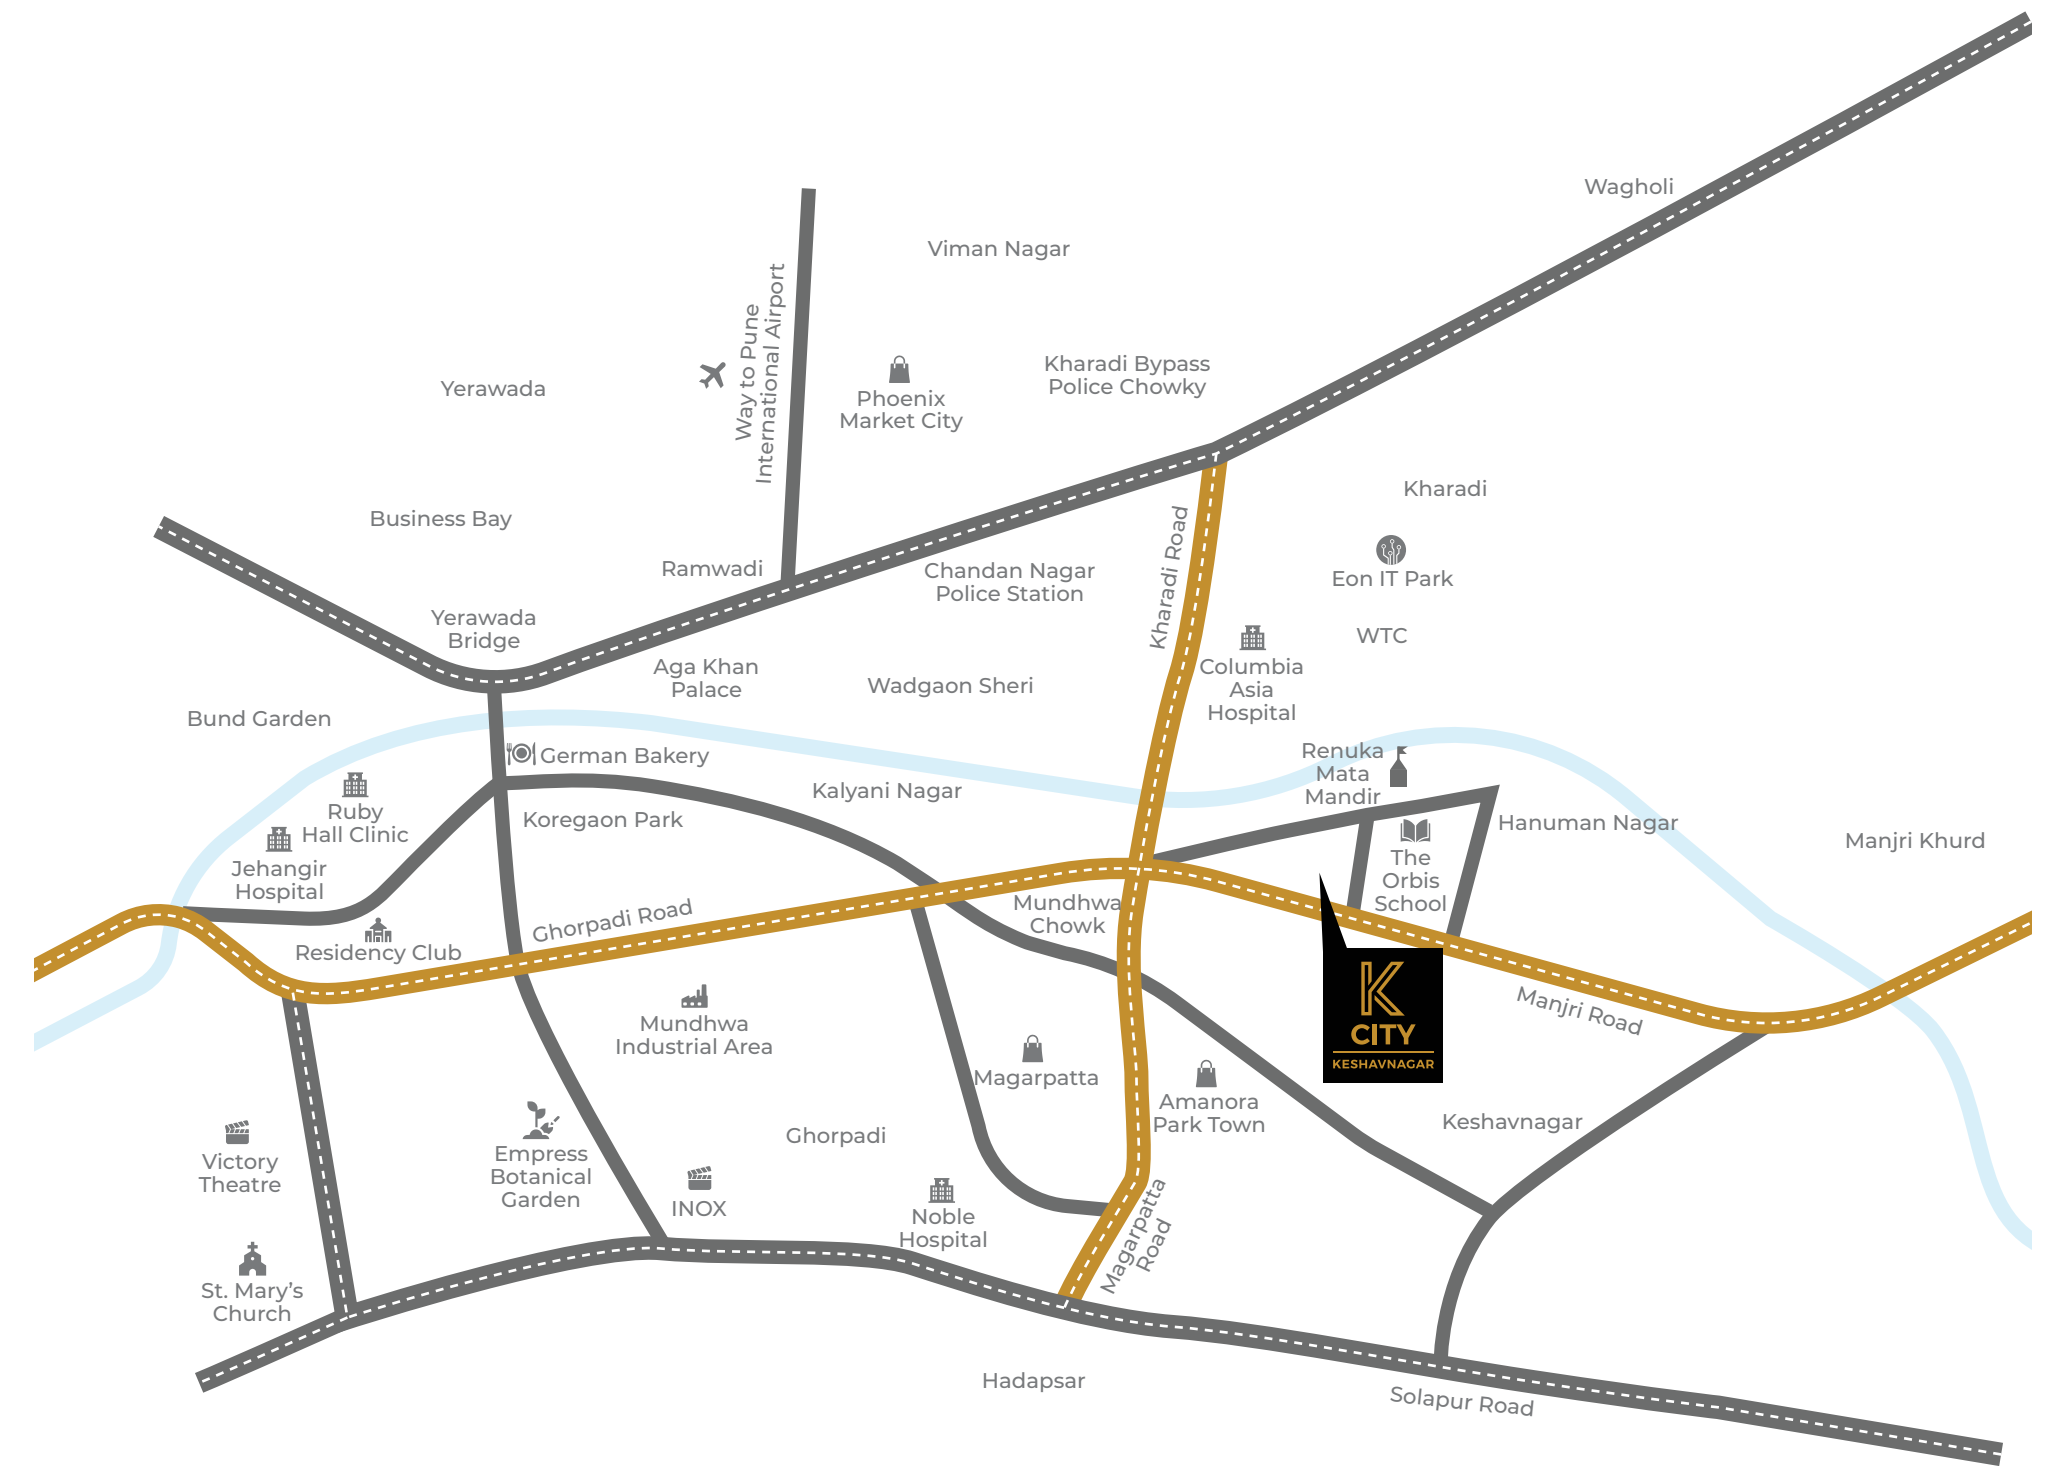 Wagholi
Viman Nagar
Way to Pune
International Airport
Kharadi Bypass
Police Chowky
Yerawada
Phoenix
Market City
Kharadi
Business Bay
Ramwadi
Chandan Nagar
Police Station
Kharadi Road
Eon IT Park
Yerawada
Bridge
WTC
Aga Khan
Palace
Wadgaon Sheri
Columbia
Asia
Hospital
Bund Garden
German Bakery
Renuka
Mata
Mandir
Kalyani Nagar
Ruby
Hall Clinic
Koregaon Park
Hanuman Nagar
Manjri Khurd
Jehangir
Hospital
The
Orbis
School
Ghorpadi Road
Mundhwa
Chowk
Residency Club
K
CITY
KESHAVNAGAR
Manjri Road
Mundhwa
Industrial Area
Magarpatta
Amanora
Park Town
Keshavnagar
Ghorpadi
Victory
Theatre
Empress
Botanical
Garden
INOX
Noble
Hospital
Magarpatta
Road
St. Mary’s
Church
Hadapsar
Solapur Road